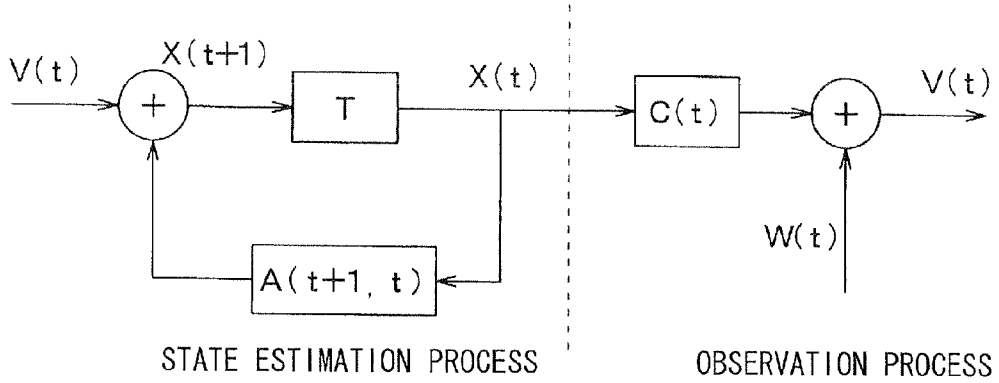 V(t)
+
X(t+1)
T
X(t)
A(t+1, t)
C(t)
+
V(t)
W(t)
STATE ESTIMATION PROCESS
OBSERVATION PROCESS